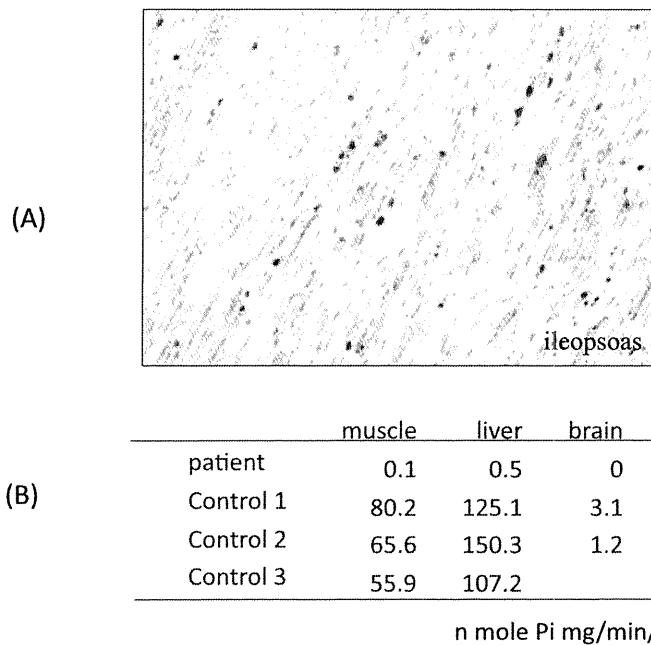 (A)
ileopsoas
(B)
muscle liver brain
patient 0.1 0.5 0
Control 1 80.2 125.1 3.1
Control 2 65.6 150.3 1.2
Control 3 55.9 107.2
n mole Pi mg/min/